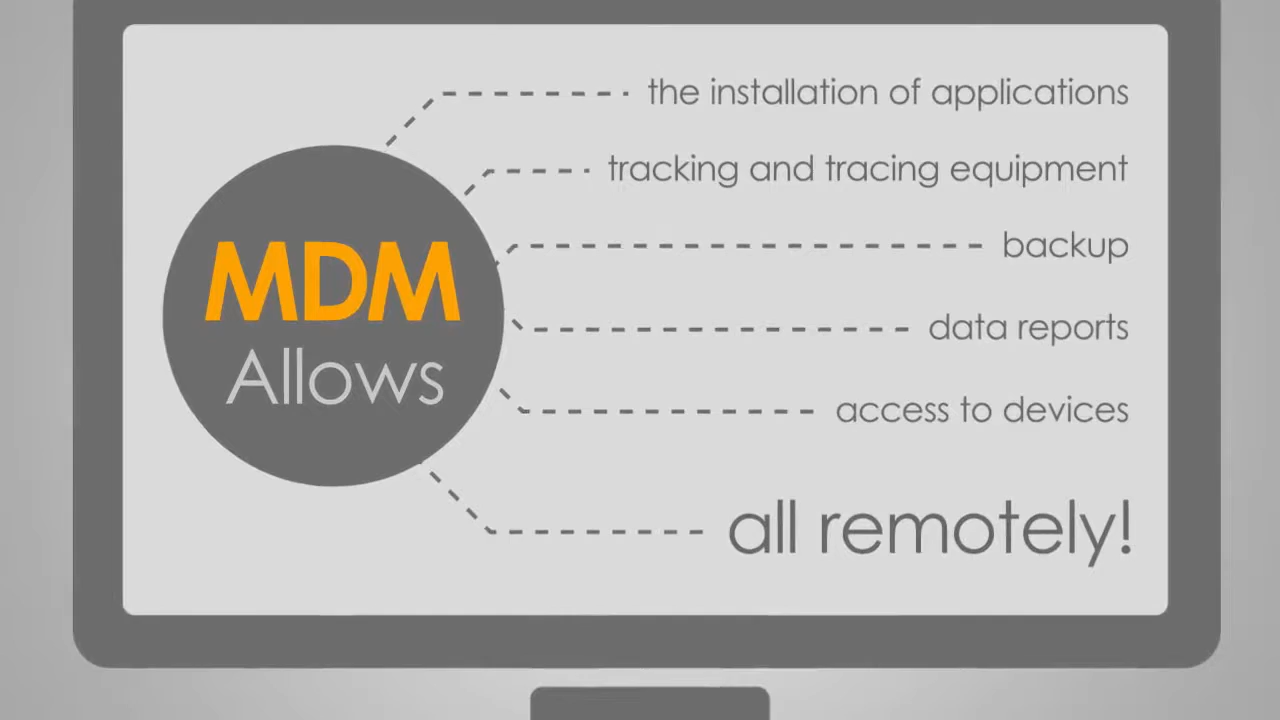 MDM
Allows
the installation of applications
tracking and tracing equipment
backup
data reports
access to devices
all remotely!